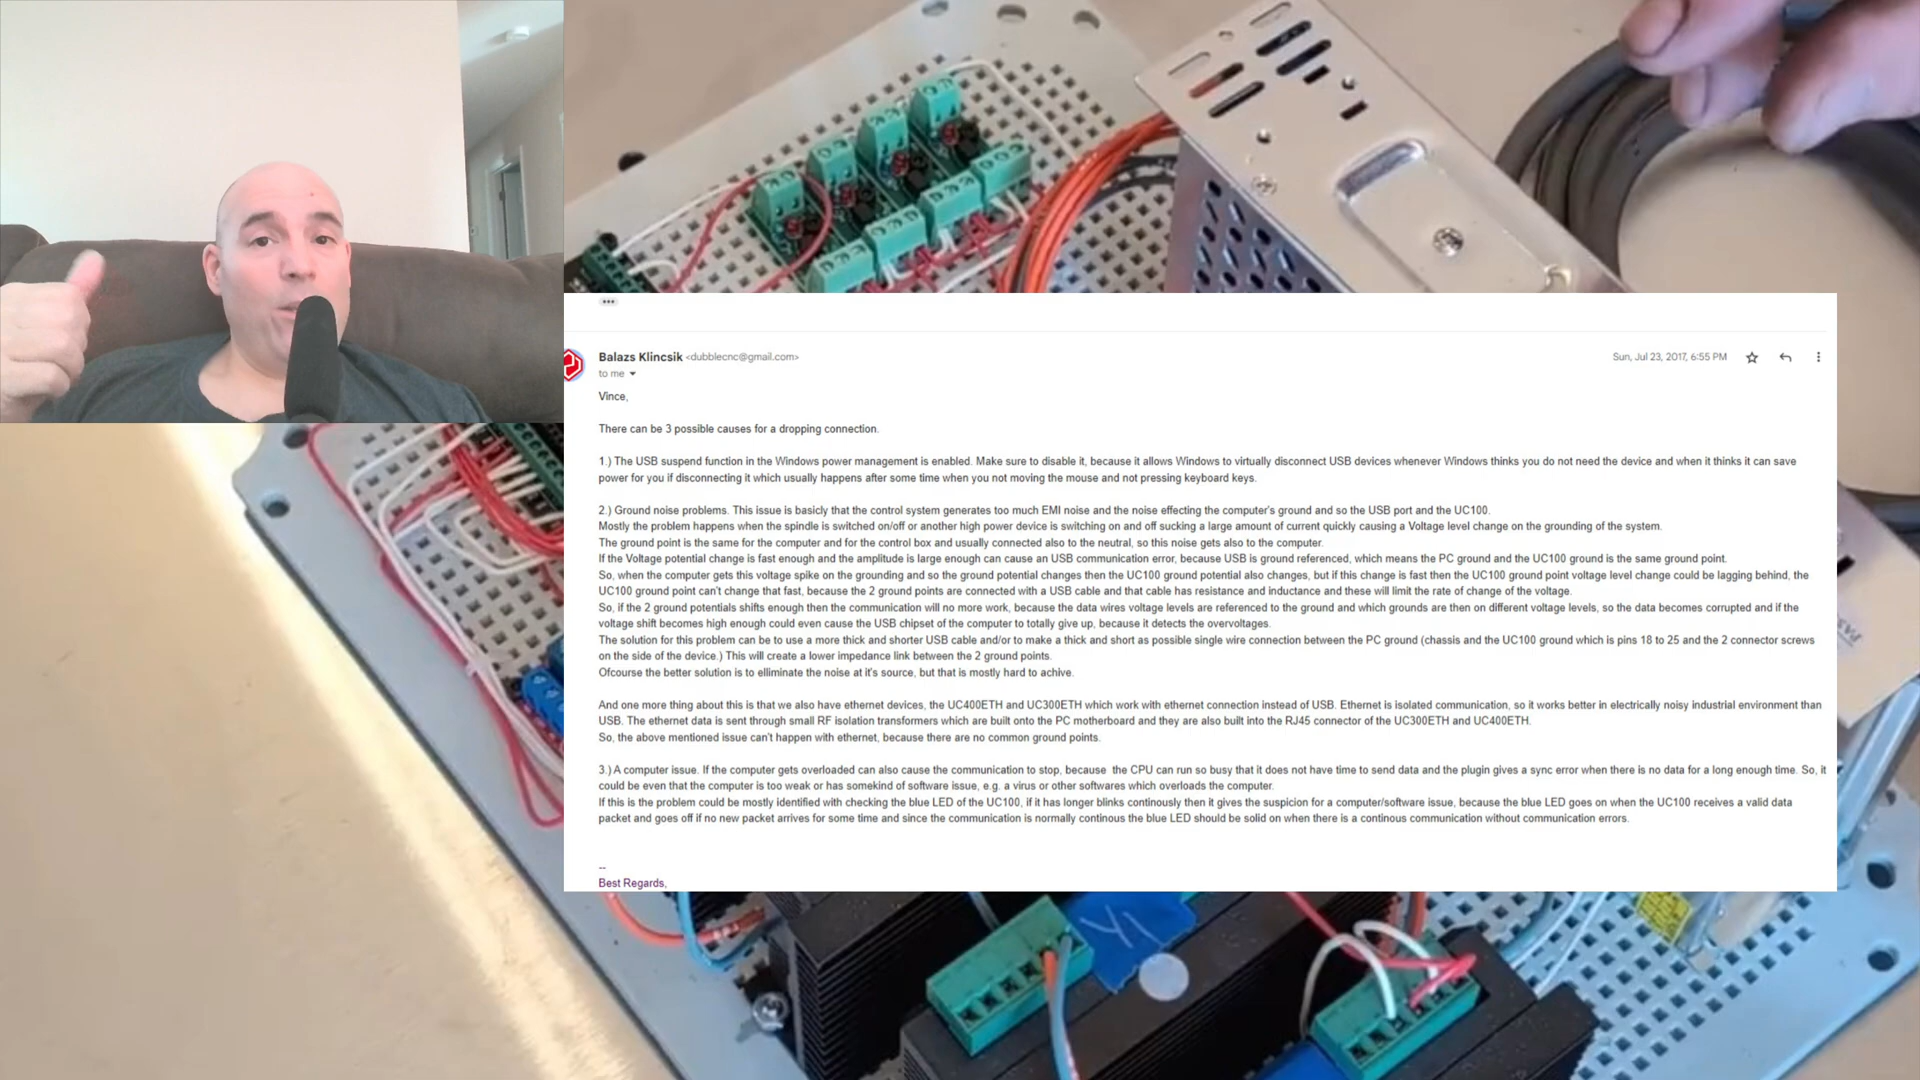 Balazs Klincsik <dubblecnc@gmail.com>
Sun, Jul 23, 2017, 6:55 PM
to me
Vince,
There can be 3 possible causes for a dropping connection.
1.) The USB suspend function in the Windows power management is enabled. Make sure to disable it, because it allows Windows to virtually disconnect USB devices whenever Windows thinks you do not need the device and when it thinks it can save
power for you if disconnecting it which usually happens after some time when you not moving the mouse and not pressing keyboard keys.
2.) Ground noise problems. This issue is basicly that the control system generates too much EMI noise and the noise effecting the computer's ground and so the USB port and the UC100.
Mostly the problem happens when the spindle is switched on/off or another high power device is switching on and off sucking a large amount of current quickly causing a Voltage level change on the grounding of the system.
The ground point is the same for the computer and for the control box and usually connected also to the neutral, so this noise gets also to the computer.
If the Voltage potential change is fast enough and the amplitude is large enough can cause an USB communication error, because USB is ground referenced, which means the PC ground and the UC100 ground is the same ground point.
So, when the computer gets this voltage spike on the grounding and so the ground potential changes then the UC100 ground potential also changes, but if this change is fast then the UC100 ground point voltage level change could be lagging behind, the
UC100 ground point can't change that fast, because the 2 ground points are connected with a USB cable and that cable has resistance and inductance and these will limit the rate of change of the voltage.
So, if the 2 ground potentials shifts enough then the communication will no more work, because the data wires voltage levels are referenced to the ground and which grounds are then on different voltage levels, so the data becomes corrupted and if the
voltage shift becomes high enough could even cause the USB chipset of the computer to totally give up, because it detects the overvoltages.
The solution for this problem can be to use a more thick and shorter USB cable and/or to make a thick and short as possible single wire connection between the PC ground (chassis and the UC100 ground which is pins 18 to 25 and the 2 connector screws
on the side of the device.) This will create a lower impedance link between the 2 ground points.
Ofcourse the better solution is to elliminate the noise at it's source, but that is mostly hard to achive.
And one more thing about this is that we also have ethernet devices, the UC400ETH and UC300ETH which work with ethernet connection instead of USB. Ethernet is isolated communication, so it works better in electrically noisy industrial environment than
USB. The ethernet data is sent through small RF isolation transformers which are built onto the PC motherboard and they are also built into the RJ45 connector of the UC300ETH and UC400ETH.
So, the above mentioned issue can't happen with ethernet, because there are no common ground points.
3.) A computer issue. If the computer gets overloaded can also cause the communication to stop, because the CPU can run so busy that it does not have time to send data and the plugin gives a sync error when there is no data for a long enough time. So, it
could be even that the computer is too weak or has somekind of software issue, e.g. a virus or other softwares which overloads the computer.
If this is the problem could be mostly identified with checking the blue LED of the UC100, if it has longer blinks continously then it gives the suspicion for a computer/software issue, because the blue LED goes on when the UC100 receives a valid data
packet and goes off if no new packet arrives for some time and since the communication is normally continous the blue LED should be solid on when there is a continous communication without communication errors.
--
Best Regards,
Y1